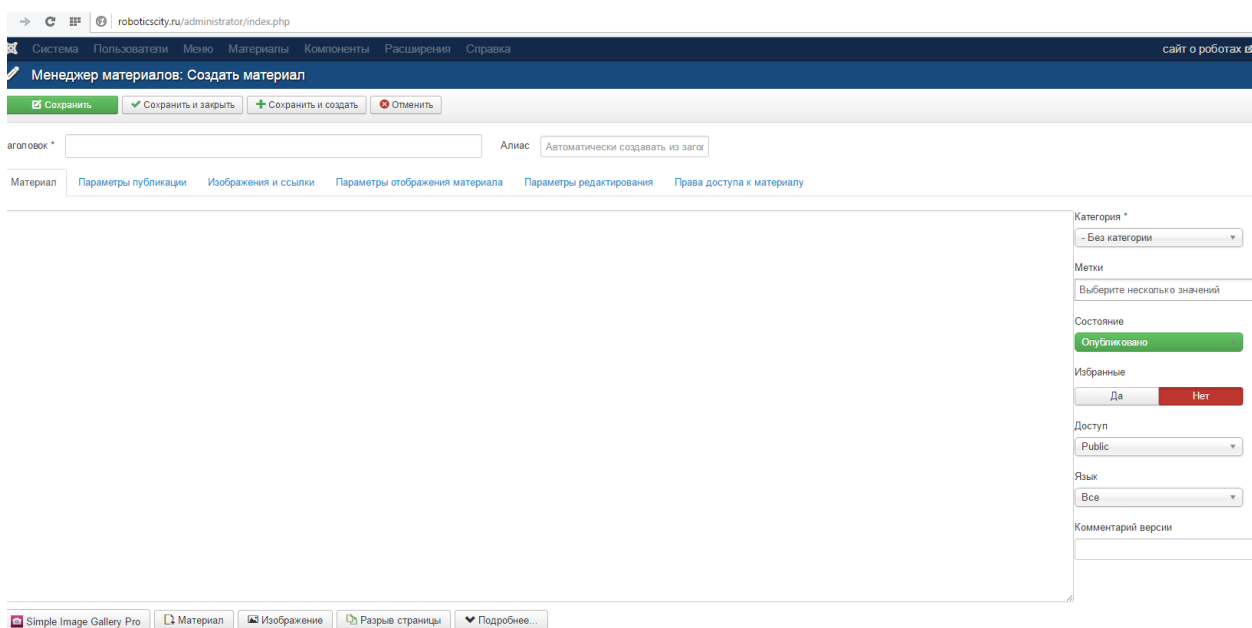 roboticscity.ru/administrator/index.php
Система Пользователи Меню Материалы Компоненты Расширения Справка сайт о роботах
Менеджер материалов: Создать материал
Сохранить Сохранить и закрыть Сохранить и создать Отменить
аголовок * Алиас Автоматически создавать из загол
Материал Параметры публикации Изображения и ссылки Параметры отображения материала Параметры редактирования Права доступа к материалу
Категория *
- Без категории
Метки
Выберите несколько значений
Состояние
Опубликовано
Избранные
Да Нет
Доступ
Public
Язык
Все
Комментарий версии
Simple Image Gallery Pro Материал Изображение Разрыв страницы Подробнее...